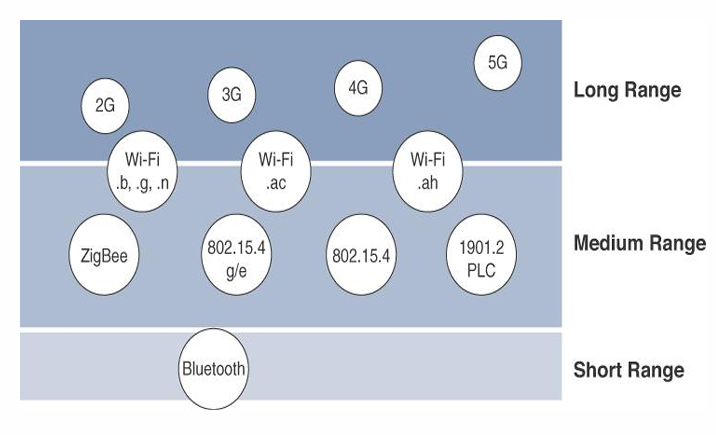 5G
4G
3G
2G
Long Range
Wi-Fi
.b, .g, .n
Wi-Fi
.ac
Wi-Fi
.ah
ZigBee
802.15.4
g/e
802.15.4
1901.2
PLC
Medium Range
Bluetooth
Short Range